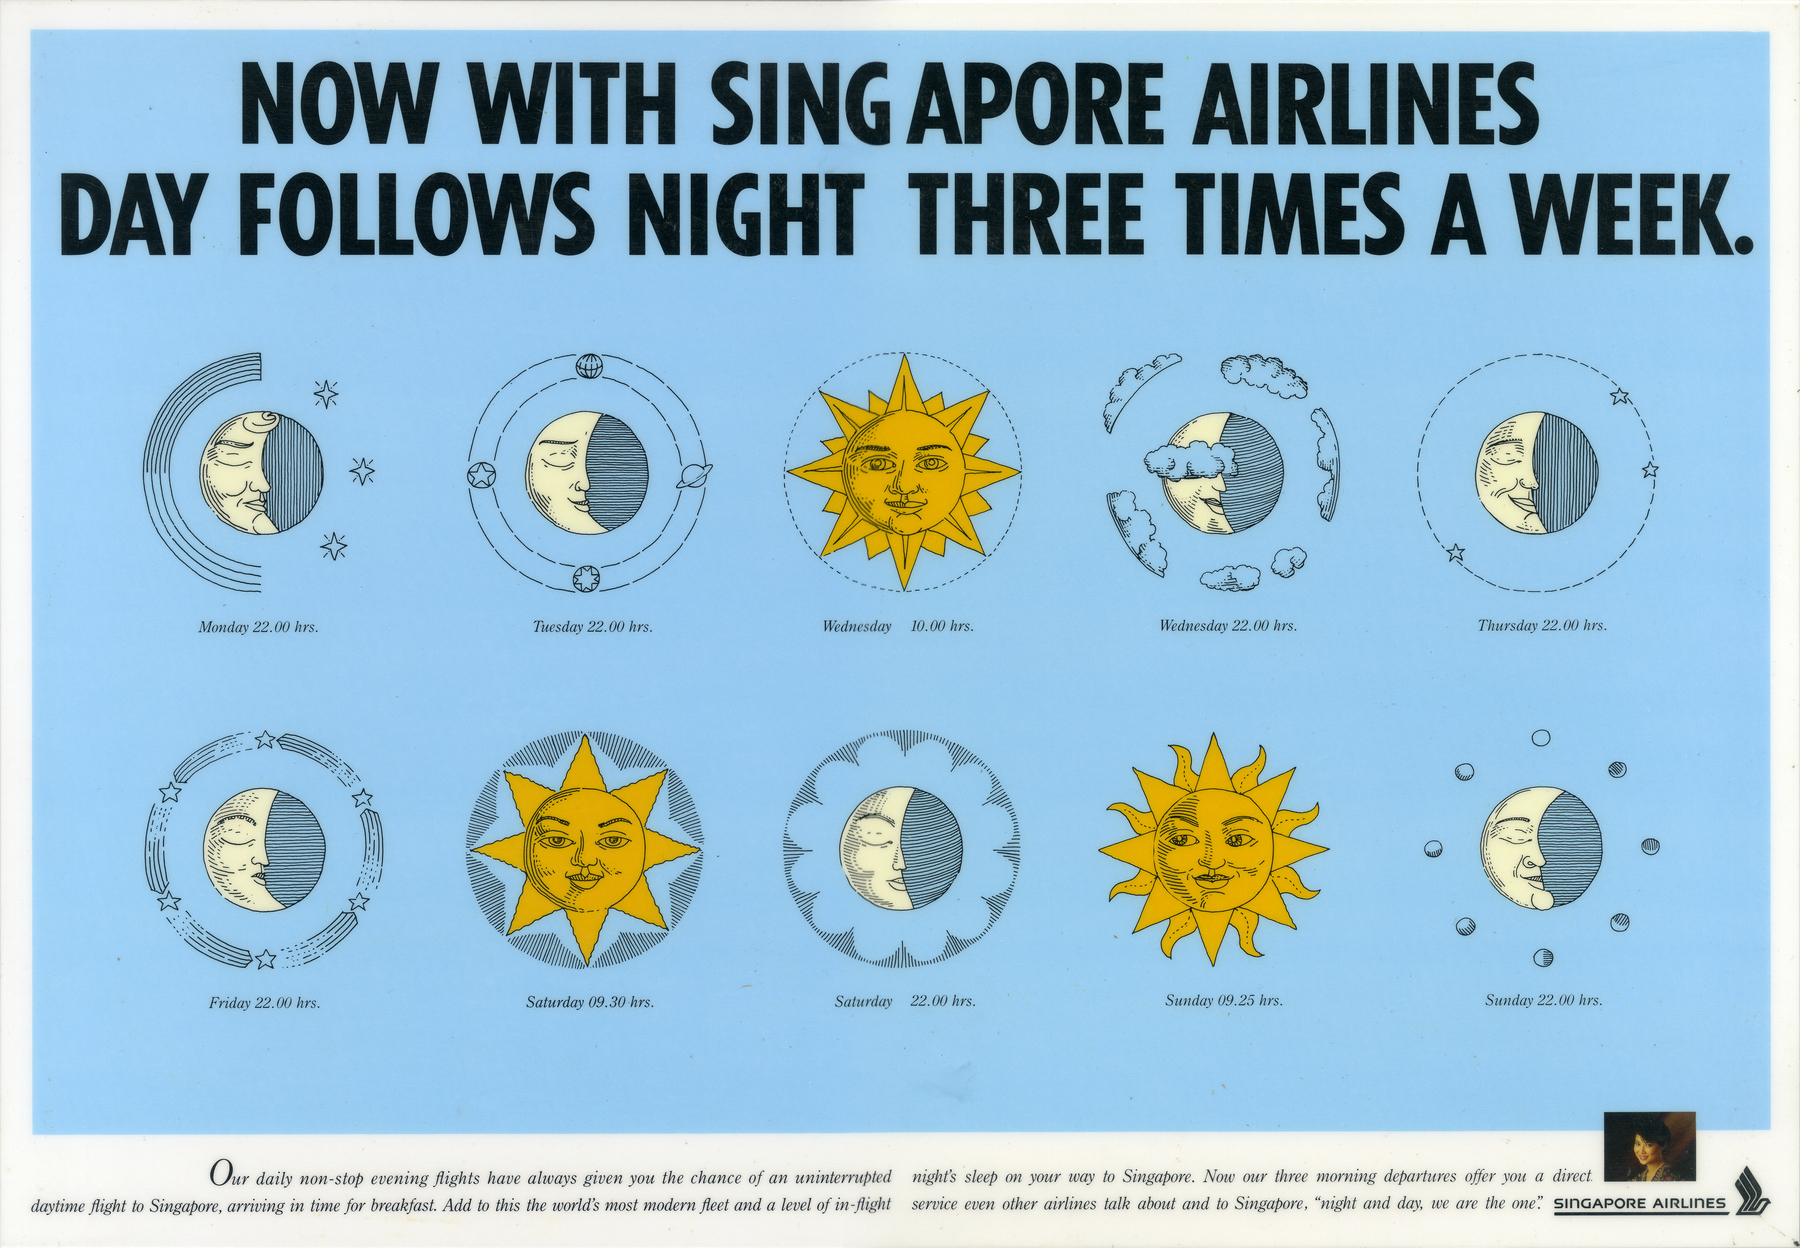 NOW WITH SINGAPORE AIRLINES
DAY FOLLOWS NIGHT THREE TIMES A WEEK.
Monday 22.00 hrs.
Tuesday 22.00 hrs.
Wednesday 10.00 hrs.
Wednesday 22.00 hrs.
Thursday 22.00 hrs.
Friday 22.00 hrs.
Saturday 09.30 hrs.
Saturday 22.00 hrs.
Sunday 09.25 hrs.
Sunday 22.00 hrs.
Our daily non-stop evening flights have always given you the chance of an uninterrupted night's sleep on your way to Singapore. Now our three morning departures offer you a direct
daytime flight to Singapore, arriving in time for breakfast. Add to this the world's most modern fleet and a level of in-flight service even other airlines talk about and to Singapore, “night and day, we are the one”.
SINGAPORE AIRLINES